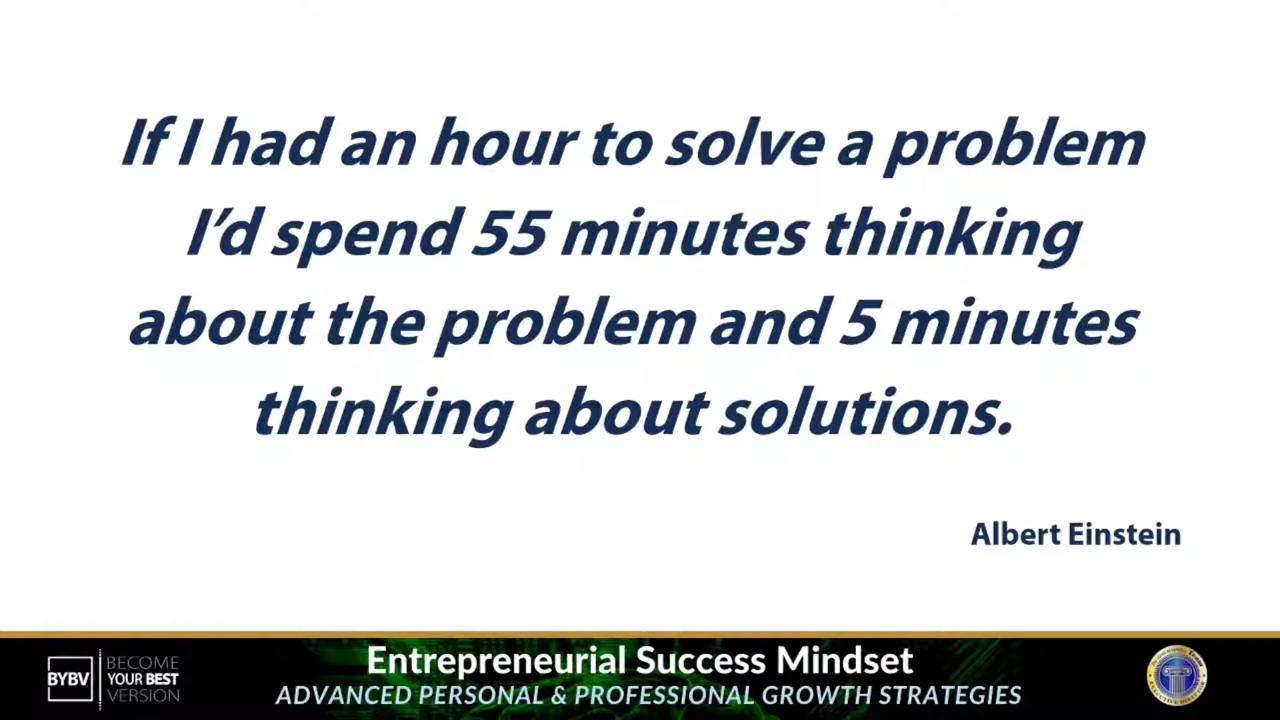 If I had an hour to solve a problem
I'd spend 55 minutes thinking
about the problem and 5 minutes
thinking about solutions.
Albert Einstein
BYBV
BECOME
YOUR BEST
VERSION
Entrepreneurial Success Mindset
ADVANCED PERSONAL & PROFESSIONAL GROWTH STRATEGIES